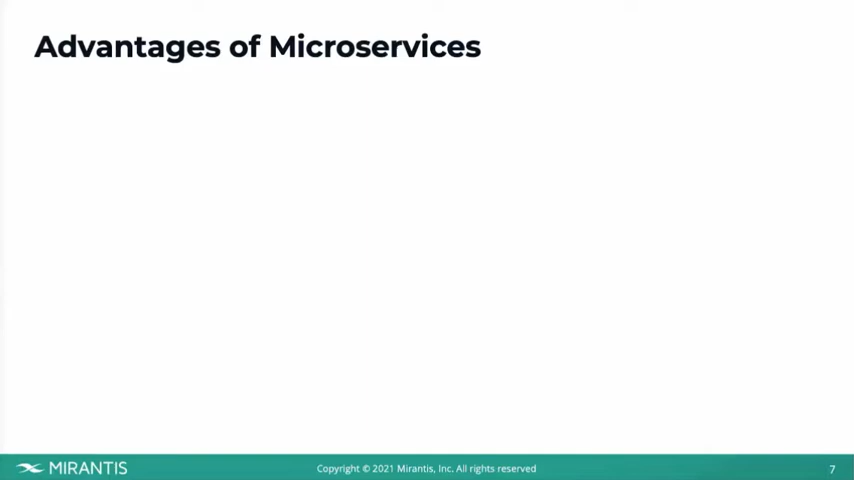 Advantages of Microservices
MIRANTIS
Copyright © 2021 Mirantis, Inc. All rights reserved
7